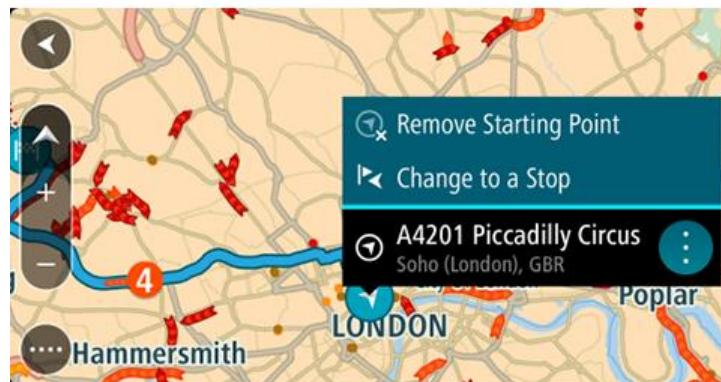 Remove Starting Point
Change to a Stop
A4201 Piccadilly Circus
Soho (London), GBR
4
Poplar
LONDON
Hammersmith